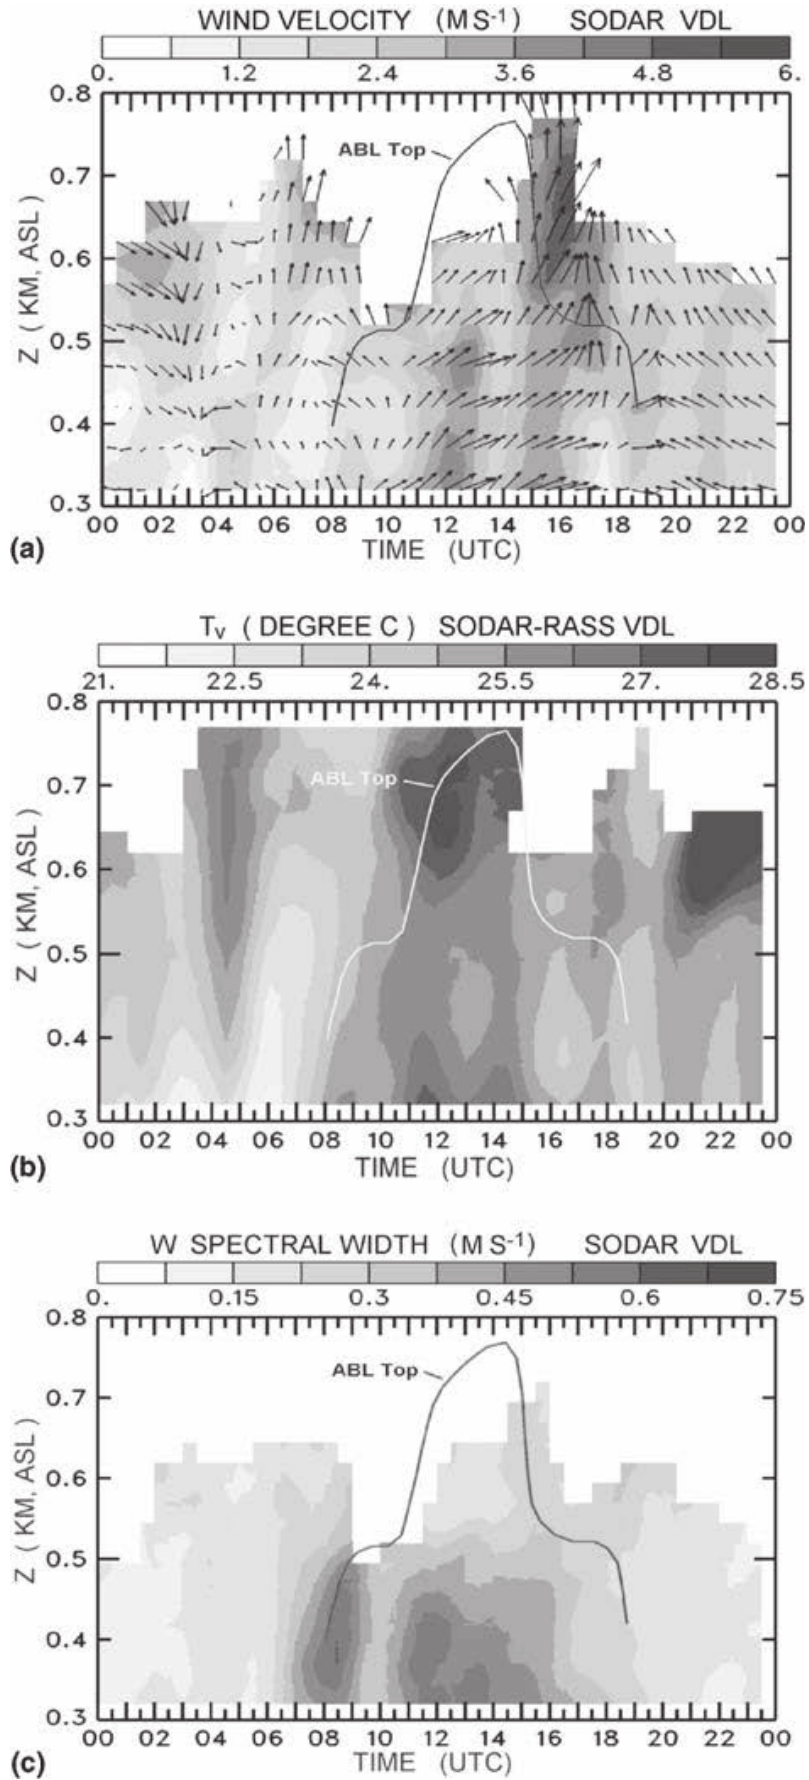 WIND VELOCITY (M S-1) SODAR VDL
0. 1.2 2.4 3.6 4.8 6.
0.8
0.7
0.6
0.5
0.4
0.3
Z ( KM, ASL )
ABL Top
00 02 04 06 08 10 12 14 16 18 20 22 00
TIME (UTC)
(a)
Tv ( DEGREE C ) SODAR-RASS VDL
21. 22.5 24. 25.5 27. 28.5
0.8
0.7
0.6
0.5
0.4
0.3
Z ( KM, ASL )
ABL Top
00 02 04 06 08 10 12 14 16 18 20 22 00
TIME (UTC)
(b)
W SPECTRAL WIDTH (M S-1) SODAR VDL
0. 0.15 0.3 0.45 0.6 0.75
0.8
0.7
0.6
0.5
0.4
0.3
Z ( KM, ASL )
ABL Top
00 02 04 06 08 10 12 14 16 18 20 22 00
TIME (UTC)
(c)